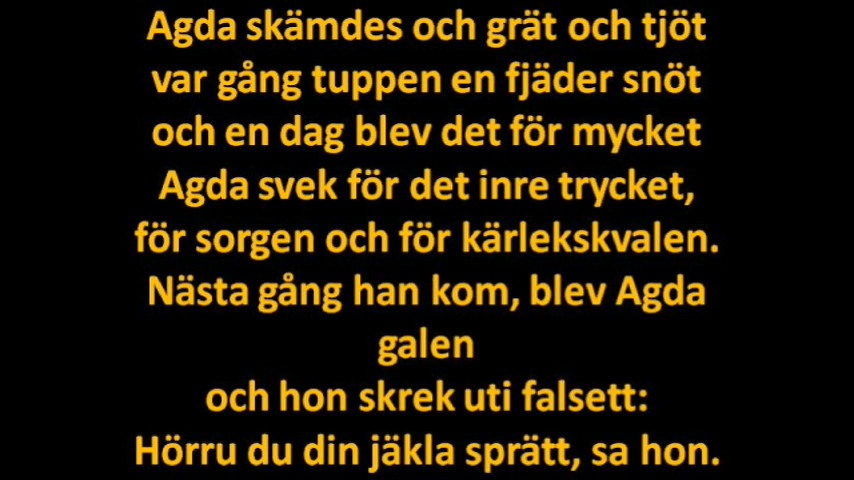 Agda skämdes och grät och tjöt
var gång tuppen en fjäder snöt
och en dag blev det för mycket
Agda svek för det inre trycket,
för sorgen och för kärlekskvalen.
Nästa gång han kom, blev Agda
galen
och hon skrek uti falsett:
Hörru du din jäkla sprätt, sa hon.